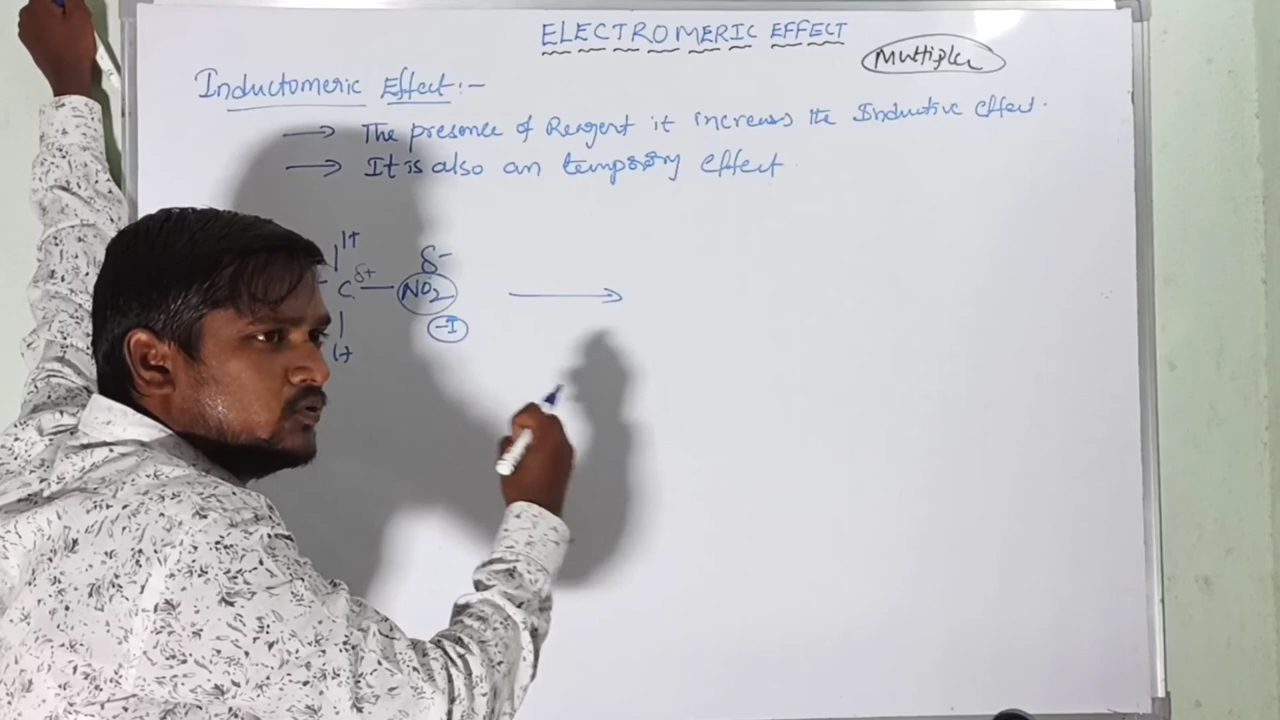 ELECTROMERIC EFFECT
Multiple
Inductomeric Effect :-
→ The presence of Reagent it increases the Inductive effect.
→ It is also an temporary effect.
H
δ-
C δ+ — NO2 →
-I
H